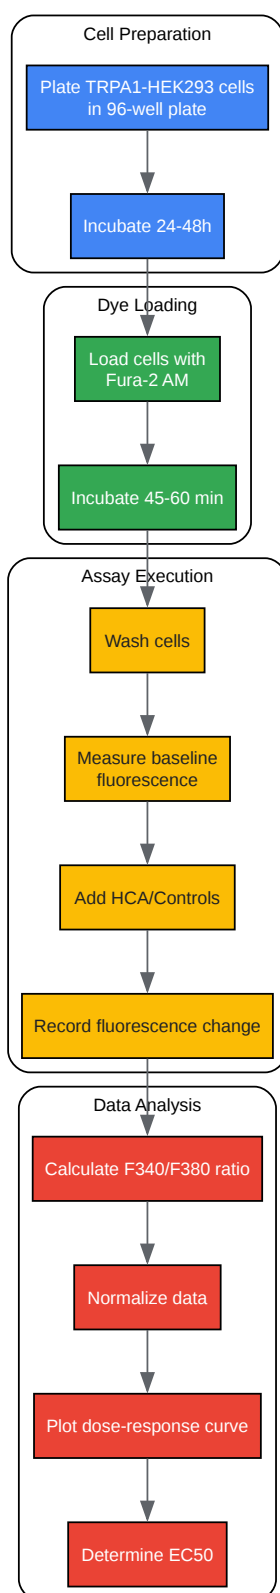 Cell Preparation
Plate TRPA1-HEK293 cells
in 96-well plate
Incubate 24-48h
Dye Loading
Load cells with
Fura-2 AM
Incubate 45-60 min
Assay Execution
Wash cells
Measure baseline
fluorescence
Add HCA/Controls
Record fluorescence change
Data Analysis
Calculate F340/F380 ratio
Normalize data
Plot dose-response curve
Determine EC50